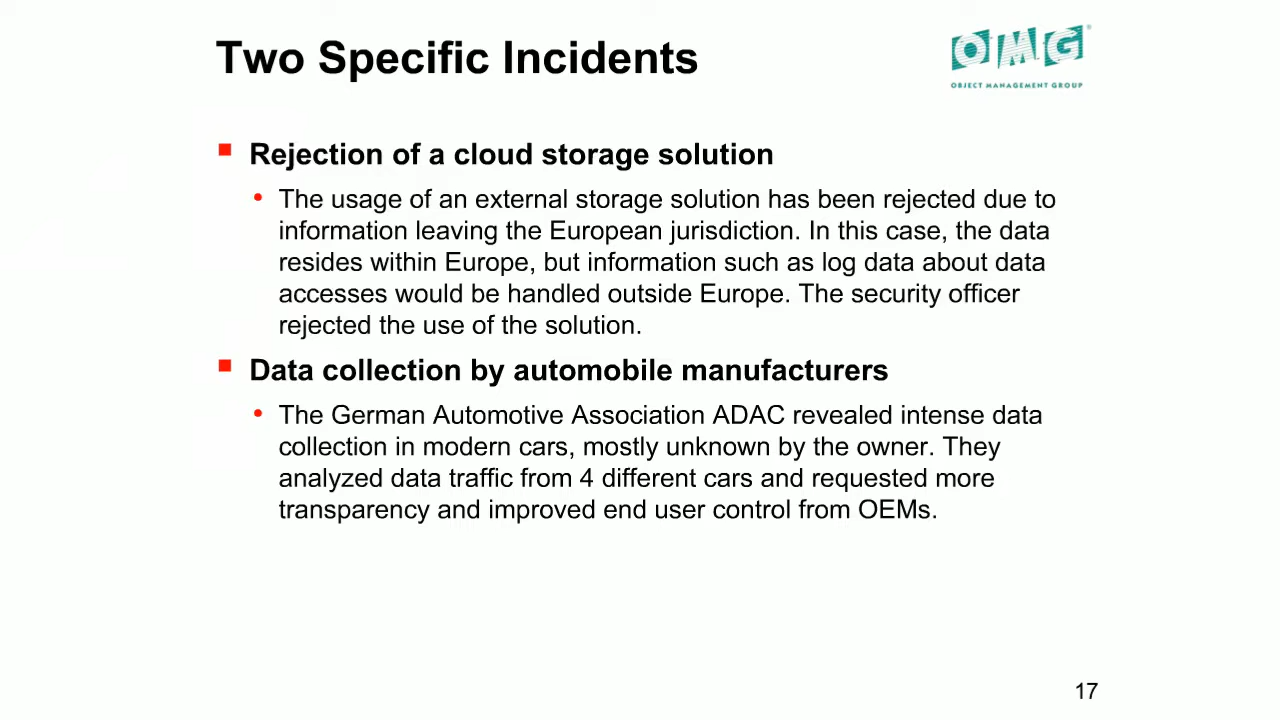 Two Specific Incidents
OMG
OBJECT MANAGEMENT GROUP
Rejection of a cloud storage solution
The usage of an external storage solution has been rejected due to
information leaving the European jurisdiction. In this case, the data
resides within Europe, but information such as log data about data
accesses would be handled outside Europe. The security officer
rejected the use of the solution.
Data collection by automobile manufacturers
The German Automotive Association ADAC revealed intense data
collection in modern cars, mostly unknown by the owner. They
analyzed data traffic from 4 different cars and requested more
transparency and improved end user control from OEMs.
17